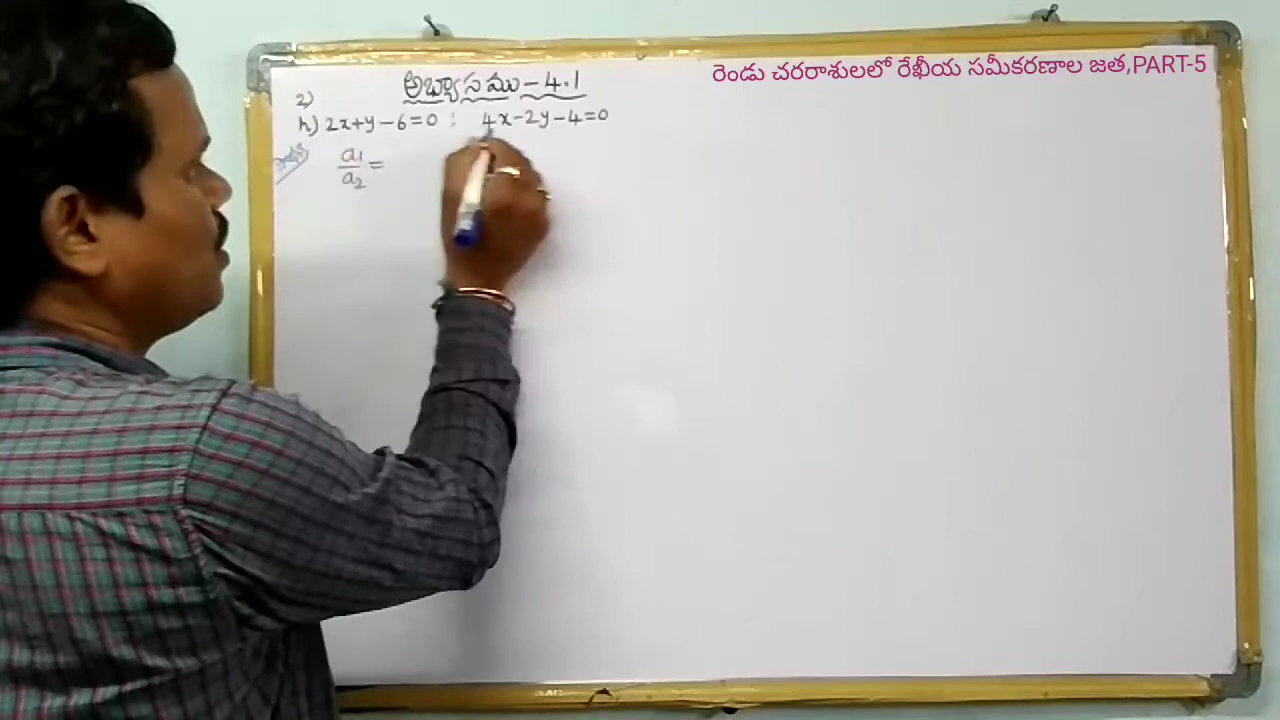 రెండు చరరాశులలో రేఖీయ సమీకరణాల జత,PART-5
అభ్యాసము - 4.1
2)
h) 2x+y-6=0 : 4x-2y-4=0
a1/a2 =